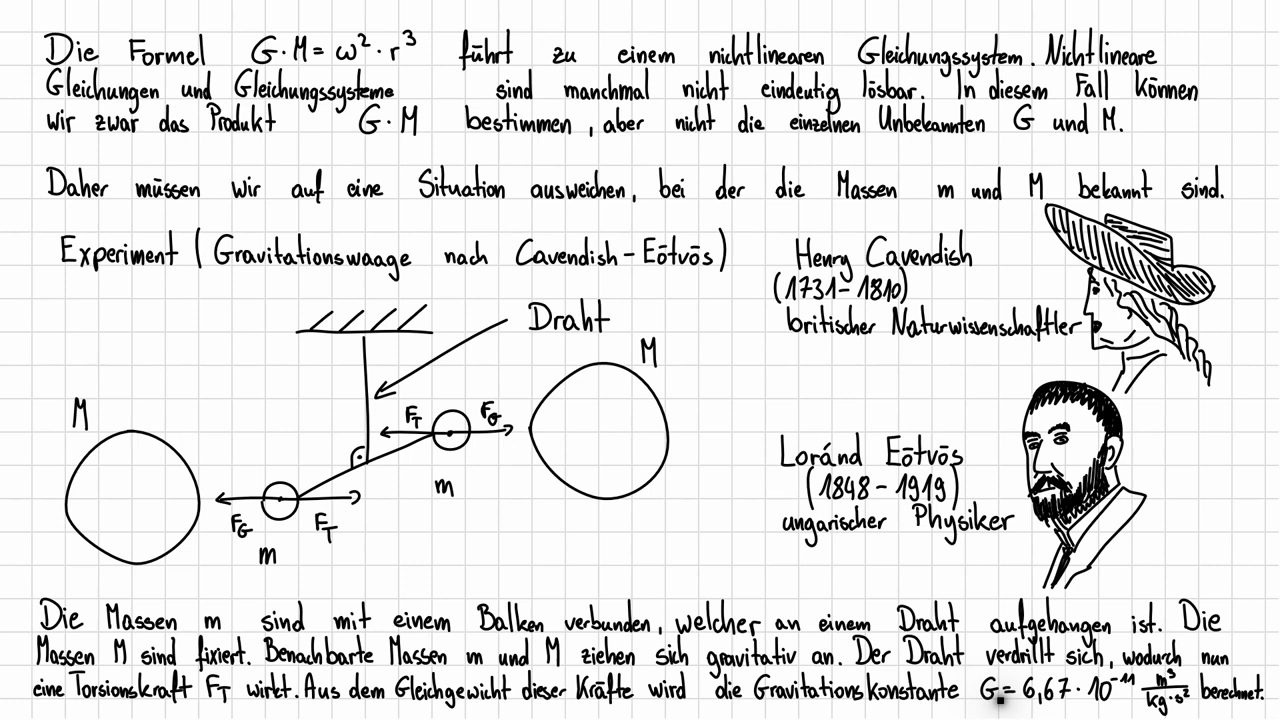 Die Formel G·M = ω²·r³ führt zu einem nichtlinearen Gleichungssystem. Nichtlineare
Gleichungen und Gleichungssysteme sind manchmal nicht eindeutig lösbar. In diesem Fall können
wir zwar das Produkt G·M bestimmen, aber nicht die einzelnen Unbekannten G und M.
Daher müssen wir auf eine Situation ausweichen, bei der die Massen m und M bekannt sind.
Experiment (Gravitationswaage nach Cavendish-Eötvös)
Henry Cavendish
(1731-1810)
britischer Naturwissenschaftler
Draht
M
M
F_T
F_G
m
F_G
F_T
m
Loránd Eötvös
(1848-1919)
ungarischer Physiker
Die Massen m sind mit einem Balken verbunden, welcher an einem Draht aufgehangen ist. Die
Massen M sind fixiert. Benachbarte Massen m und M ziehen sich gravitativ an. Der Draht verdrillt sich, wodurch nun
eine Torsionskraft F_T wirkt. Aus dem Gleichgewicht dieser Kräfte wird die Gravitationskonstante G = 6,67·10⁻¹¹ m³/kg·s² berechnet.